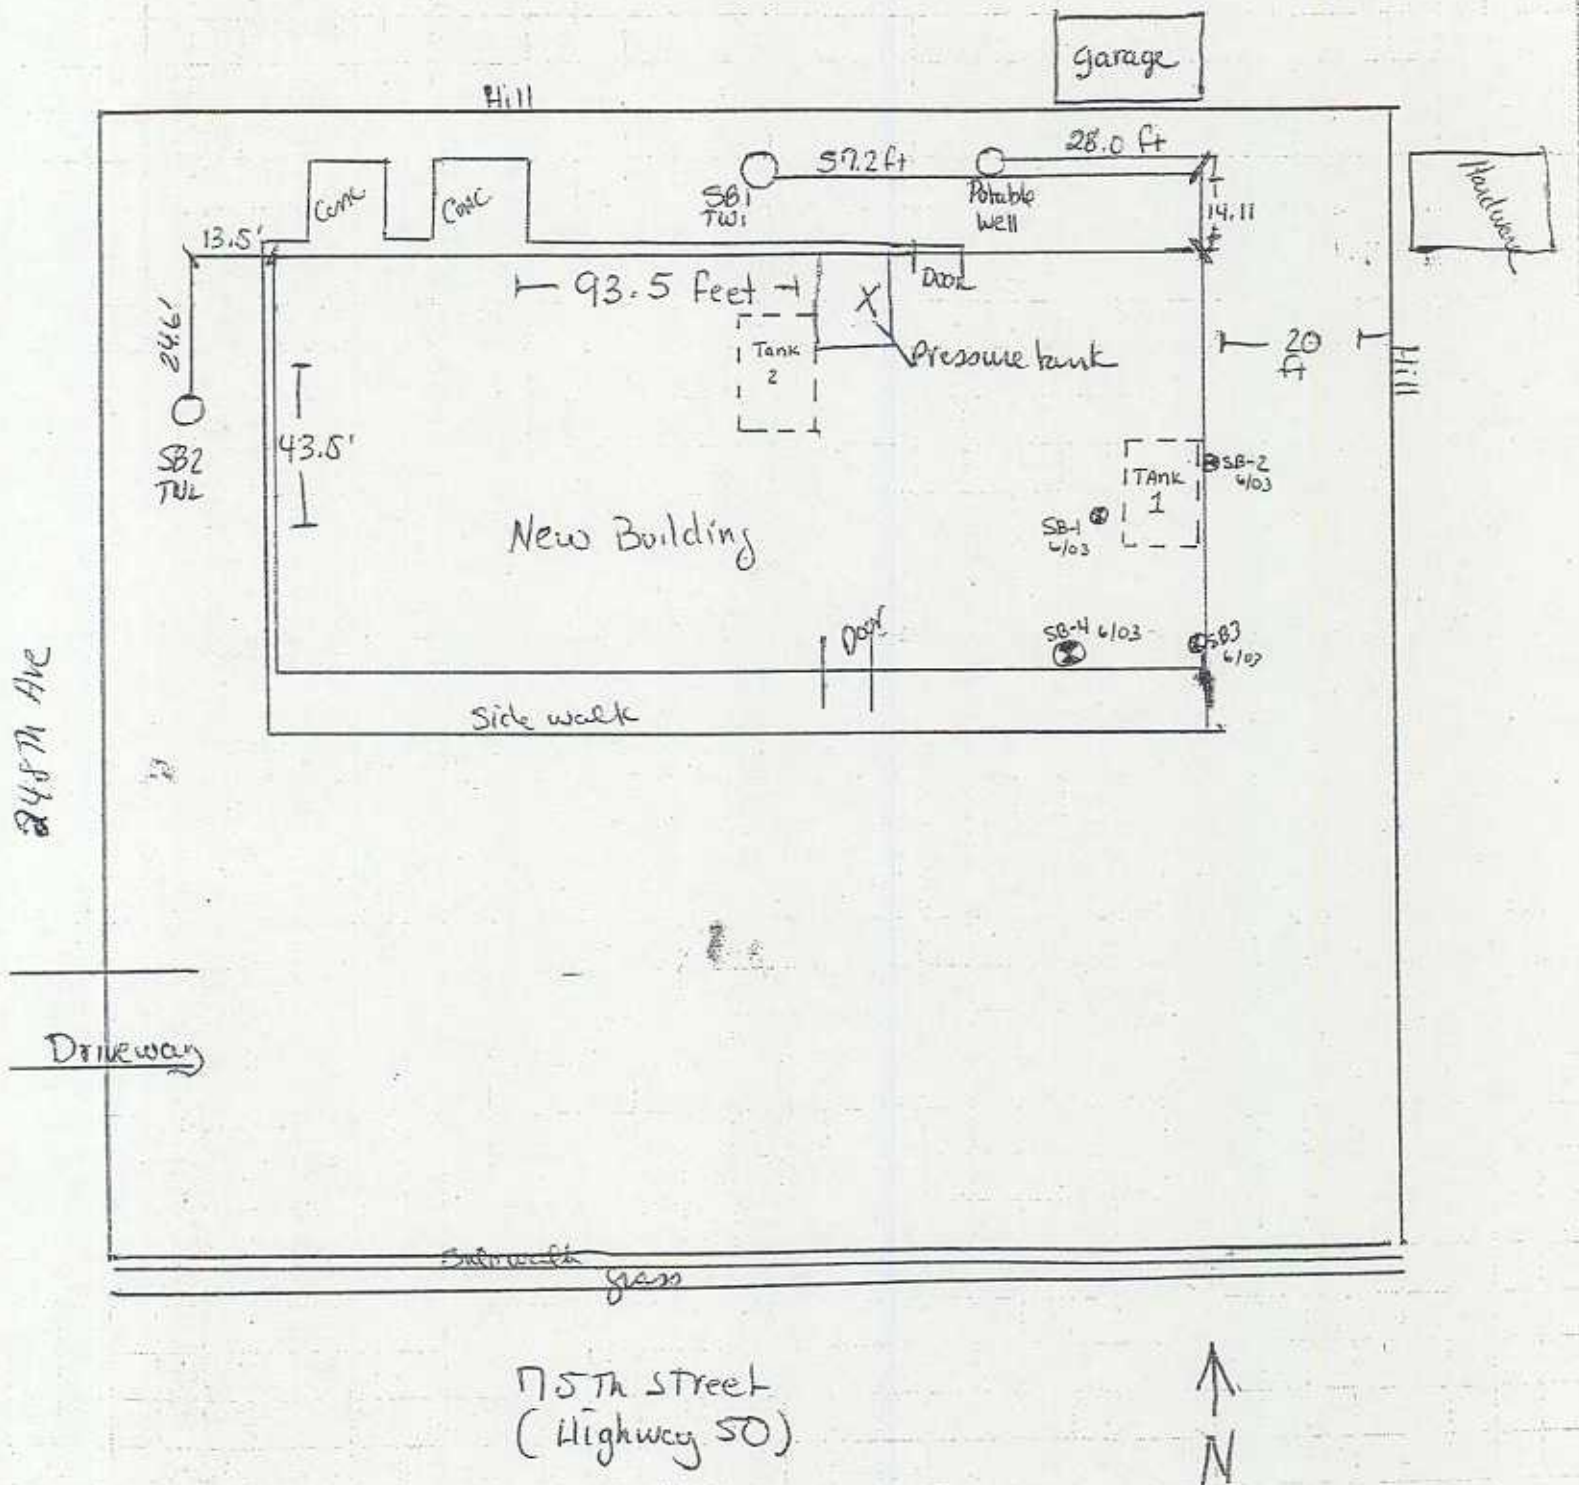 garage
Hill
28.0 ft
57.2 ft
Hardware
Conc
Conc
SB1
TW1
Potable
well
14.11
ft
13.5'
93.5 feet
X
Door
24.6'
Tank
2
Pressure tank
20
ft
Hill
43.5'
SB2
TW2
TANK
1
SB-2
6/03
SB-1
6/03
New Building
Door
SB-4 6/03
SB3
6/03
Side walk
248Th Ave
Driveway
grass
75Th Street
(Highway 50)
N